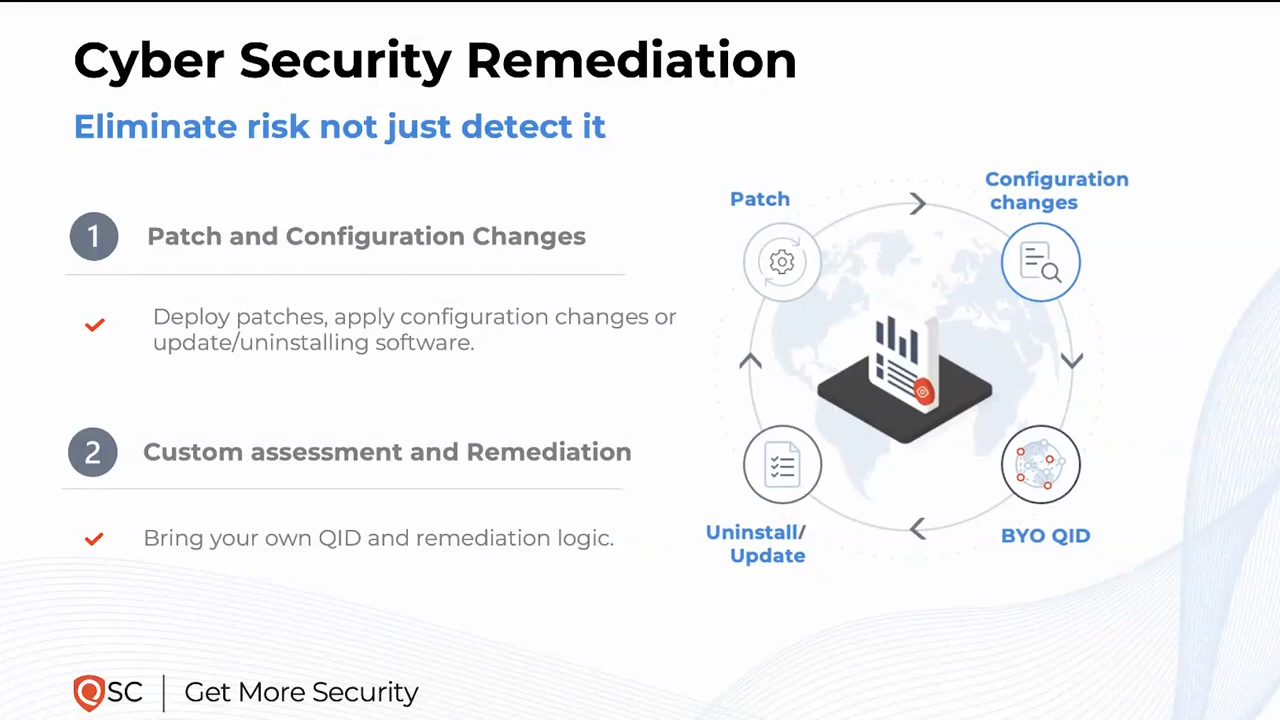 Cyber Security Remediation
Eliminate risk not just detect it
1
Patch and Configuration Changes
Deploy patches, apply configuration changes or
update/uninstalling software.
2
Custom assessment and Remediation
Bring your own QID and remediation logic.
Patch
Configuration
changes
Uninstall/
Update
BYO QID
QSC | Get More Security